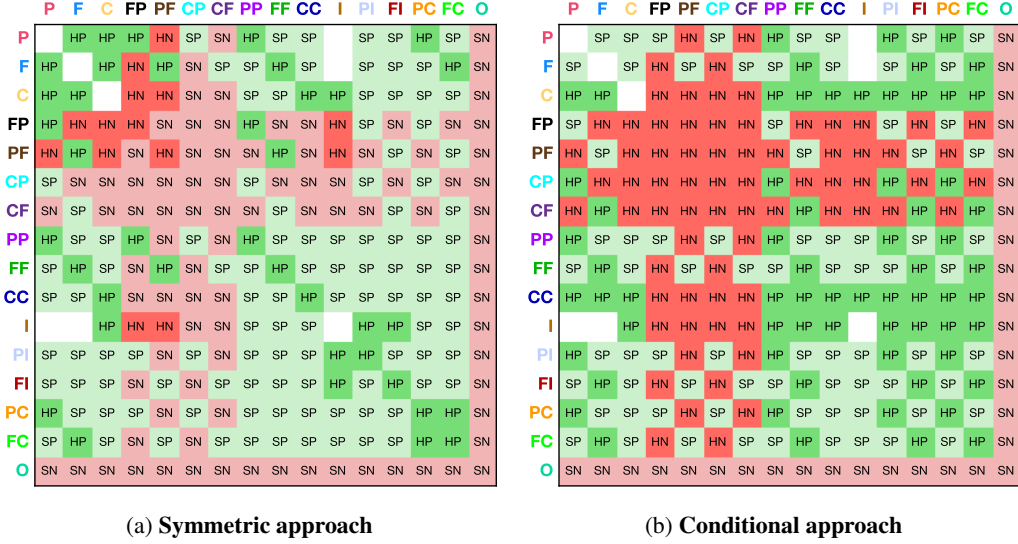 P F C FP PF CP CF PP FF CC I PI FI PC FC O
P HP HP HP HN SP SN HP SP SP SP SP HP SP SN
F HP HP HN HP SN SP SP HP SP SP SP SP HP SN
C HP HP HN HN SN SN SP SP HP HP SP SP SP SP SN
FP HP HN HN HN SN SN SN HP SN SN HN SP SN SP SN SN
PF HN HP HN SN HN SN SN SN HP SN HN SN SP SN SP SN
CP SP SN SN SN SN SN SN SP SN SN SN SP SN SP SN SN
CF SN SP SN SN SN SN SN SN SP SN SN SN SP SN SP SN
PP HP SP SP HP SN SP SN HP SP SP SP SP SP SP SP SN
FF SP HP SP SN HP SN SP SP HP SP SP SP SP SP SP SN
CC SP SP HP SN SN SN SN SP SP HP SP SP SP SP SP SN
I HP HN HN SN SN SP SP SP HP HP SP SP SN
PI SP SP SP SP SN SP SN SP SP SP HP HP SP SP SP SN
FI SP SP SP SN SP SN SP SP SP SP HP SP HP SP SP SN
PC HP SP SP SP SN SP SN SP SP SP SP SP SP HP HP SN
FC SP HP SP SN SP SN SP SP SP SP SP SP SP HP HP SN
O SN SN SN SN SN SN SN SN SN SN SN SN SN SN SN SN
(a) Symmetric approach
P F C FP PF CP CF PP FF CC I PI FI PC FC O
P SP SP SP HN SP HN HP SP SP HP SP HP SP SN
F SP SP HN SP HN SP SP HP SP SP HP SP HP SN
C HP HP HN HN HN HN HP HP HP HP HP HP HP HP SN
FP SP HN HN HN HN HN HN SP HN HN HN SP HN SP HN SN
PF HN SP HN HN HN HN HN HN SP HN HN HN SP HN SP SN
CP HP HN HN HN HN HN HN HP HN HN HN HP HN HP HN SN
CF HN HP HN HN HN HN HN HN HP HN HN HN HP HN HP SN
PP HP SP SP SP HN SP HN HP SP SP SP HP SP HP SP SN
FF SP HP SP HN SP HN SP SP HP SP SP SP HP SP HP SN
CC HP HP HP HN HN HN HN HP HP HP HP HP HP HP HP SN
I HP HN HN HN HN HP HP HP HP HP HP HP SN
PI HP SP SP SP HN SP HN HP SP SP SP HP SP HP SP SN
FI SP HP SP HN SP HN SP SP HP SP SP SP HP SP HP SN
PC HP SP SP SP HN SP HN HP SP SP SP HP SP HP SP SN
FC SP HP SP HN SP HN SP SP HP SP SP SP HP SP HP SN
O SN SN SN SN SN SN SN SN SN SN SN SN SN SN SN SN
(b) Conditional approach